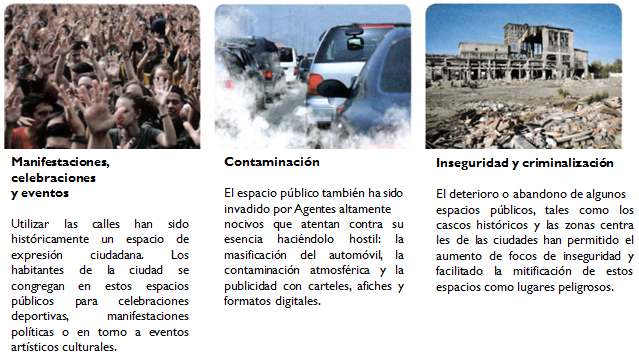 Manifestaciones,
celebraciones
y eventos
Utilizar las calles han sido
históricamente un espacio de
expresión ciudadana. Los
habitantes de la ciudad se
congregan en estos espacios
públicos para celebraciones
deportivas, manifestaciones
políticas o en torno a eventos
artísticos culturales.
Contaminación
El espacio público también ha sido
invadido por Agentes altamente
nocivos que atentan contra su
esencia haciéndolo hostil: la
masificación del automóvil, la
contaminación atmosférica y la
publicidad con carteles, afiches y
formatos digitales.
Inseguridad y criminalización
El deterioro o abandono de algunos
espacios públicos, tales como los
cascos históricos y las zonas centra
les de las ciudades han permitido el
aumento de focos de inseguridad y
facilitado la mitificación de estos
espacios como lugares peligrosos.